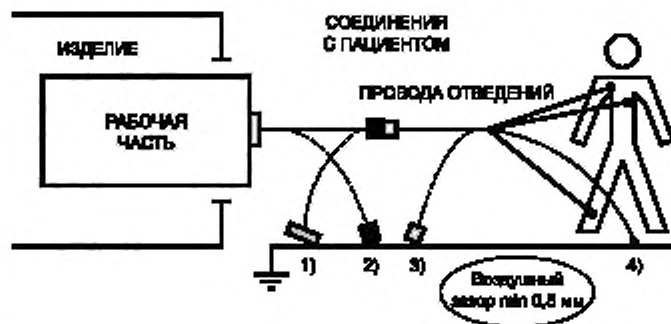 СОЕДИНЕНИЯ
С ПАЦИЕНТОМ
ИЗДЕЛИЕ
ПРОВОДА ОТВЕДЕНИЙ
РАБОЧАЯ
ЧАСТЬ
1)
2)
3)
4)
Воздушный
зазор min 0,5 мм